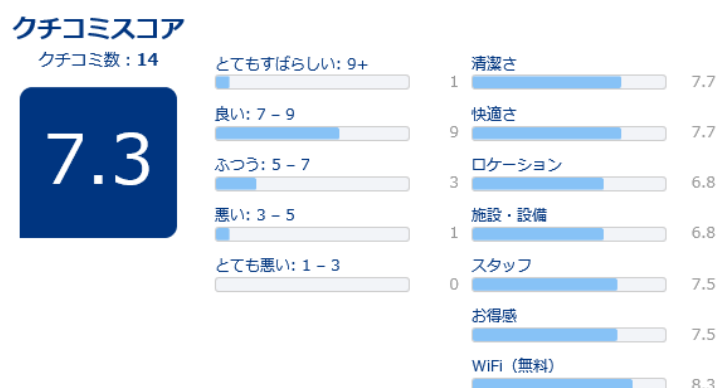 クチコミスコア
クチコミ数：14
7.3
とてもすばらしい: 9+
1
良い: 7 – 9
9
ふつう: 5 – 7
3
悪い: 3 – 5
1
とても悪い: 1 – 3
0
清潔さ
7.7
快適さ
7.7
ロケーション
6.8
施設・設備
6.8
スタッフ
7.5
お得感
7.5
WiFi（無料）
8.3